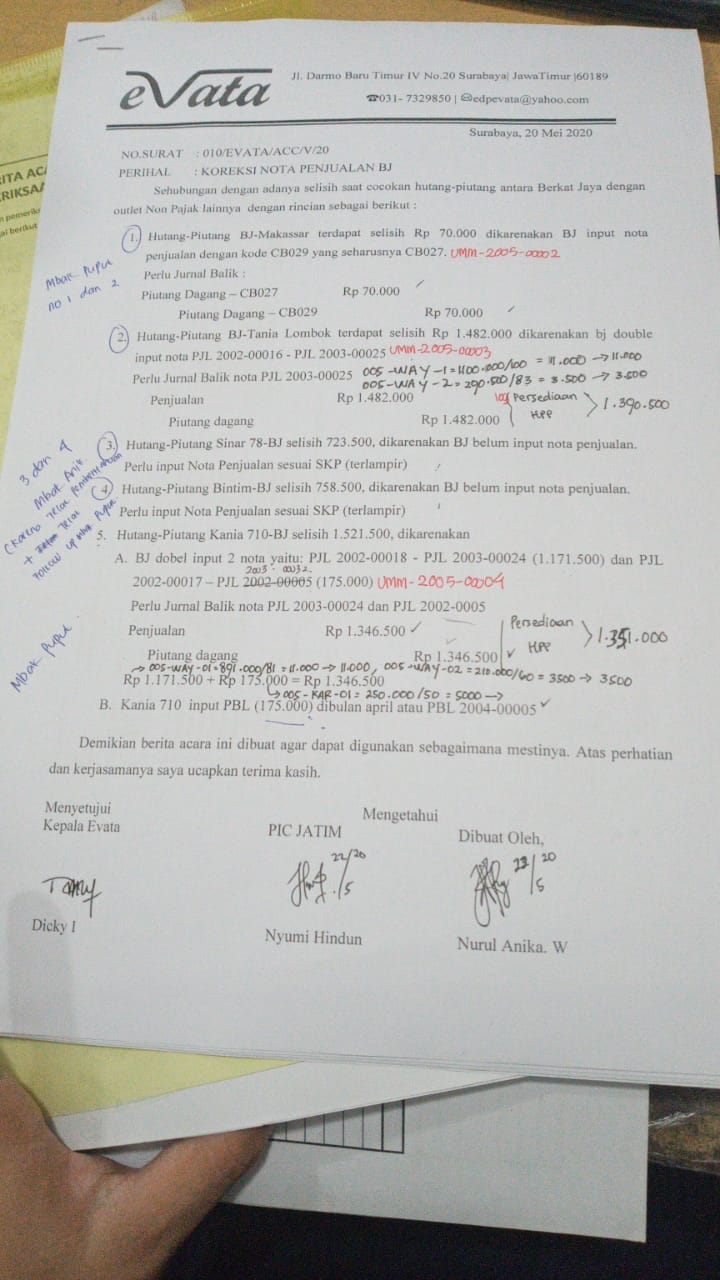 eVata
Jl. Darmo Baru Timur IV No.20 Surabaya| JawaTimur |60189
☎031- 7329850 | edpevata@yahoo.com
Surabaya, 20 Mei 2020
NO.SURAT : 010/EVATA/ACC/V/20
PERIHAL : KOREKSI NOTA PENJUALAN BJ
Sehubungan dengan adanya selisih saat cocokan hutang-piutang antara Berkat Jaya dengan
outlet Non Pajak lainnya dengan rincian sebagai berikut :
ITA ACA
RIKSAA
n pemerik
ai berikut
Mbak Puput
no 1 dan 2
1. Hutang-Piutang BJ-Makassar terdapat selisih Rp 70.000 dikarenakan BJ input nota
penjualan dengan kode CB029 yang seharusnya CB027. UMM-2005-00002
Perlu Jurnal Balik :
Piutang Dagang – CB027 Rp 70.000 ✓
Piutang Dagang – CB029 Rp 70.000 ✓
2. Hutang-Piutang BJ-Tania Lombok terdapat selisih Rp 1.482.000 dikarenakan bj double
input nota PJL 2002-00016 - PJL 2003-00025 UMM-2005-00003
005-WAY-1=1100.000/100 = 11.000 → 11.000
Perlu Jurnal Balik nota PJL 2003-00025 005-WAY-2=290.500/83 = 3.500 → 3.500
Penjualan Rp 1.482.000 Persediaan
Piutang dagang Rp 1.482.000 HPP > 1.390.500
3 dan 4
Mbak Anik
(Karena Telat
+ Telat
Follow up mbak Puput
3. Hutang-Piutang Sinar 78-BJ selisih 723.500, dikarenakan BJ belum input nota penjualan.
Perlu input Nota Penjualan sesuai SKP (terlampir)
4. Hutang-Piutang Bintim-BJ selisih 758.500, dikarenakan BJ belum input nota penjualan.
Perlu input Nota Penjualan sesuai SKP (terlampir)
5. Hutang-Piutang Kania 710-BJ selisih 1.521.500, dikarenakan
A. BJ dobel input 2 nota yaitu: PJL 2002-00018 - PJL 2003-00024 (1.171.500) dan PJL
2003-00032
2002-00017 – PJL 2002-00005 (175.000) UMM-2005-00004
Perlu Jurnal Balik nota PJL 2003-00024 dan PJL 2002-0005
Mbak Puput
Penjualan Rp 1.346.500 ✓ Persediaan
Piutang dagang Rp 1.346.500 ✓ HPP > 1.351.000
→ 005-WAY-01=891.000/81 = 11.000 → 11.000, 005-WAY-02=210.000/60 = 3500 → 3500
Rp 1.171.500 + Rp 175.000 = Rp 1.346.500
↳ 005-KAR-01= 250.000/50 = 5000 →
B. Kania 710 input PBL (175.000) dibulan april atau PBL 2004-00005 ✓
Demikian berita acara ini dibuat agar dapat digunakan sebagaimana mestinya. Atas perhatian
dan kerjasamanya saya ucapkan terima kasih.
Menyetujui
Kepala Evata
Mengetahui
PIC JATIM
Dibuat Oleh,
22/20
/5
22/20
/5
Dicky I
Nyumi Hindun
Nurul Anika. W